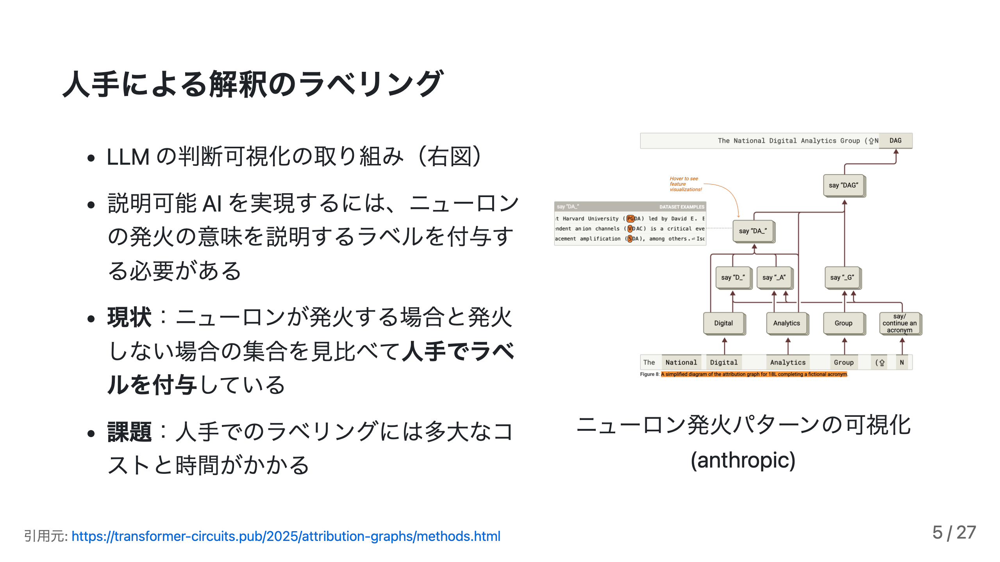 人手による解釈のラベリング
• LLM の判断可視化の取り組み（右図）
• 説明可能 AI を実現するには、ニューロン
の発火の意味を説明するラベルを付与す
る必要がある
• 現状：ニューロンが発火する場合と発火
しない場合の集合を見比べて人手でラベ
ルを付与している
• 課題：人手でのラベリングには多大なコ
ストと時間がかかる
The National Digital Analytics Group (⇪N DAG
say “DAG”
Hover to see
feature
visualizations!
say “DA_” DATASET EXAMPLES
t Harvard University (PGDA) led by David E. E
endent anion channels (VDAC) is a critical eve
acement amplification (SDA), among others.⏎ Iso
say “DA_”
say “D_” say “_A” say “_G”
Digital Analytics Group
say/
continue an
acronym
The National Digital Analytics Group (⇪ N
Figure 8: A simplified diagram of the attribution graph for 18L completing a fictional acronym.
ニューロン発火パターンの可視化
(anthropic)
引用元: https://transformer-circuits.pub/2025/attribution-graphs/methods.html
5 / 27